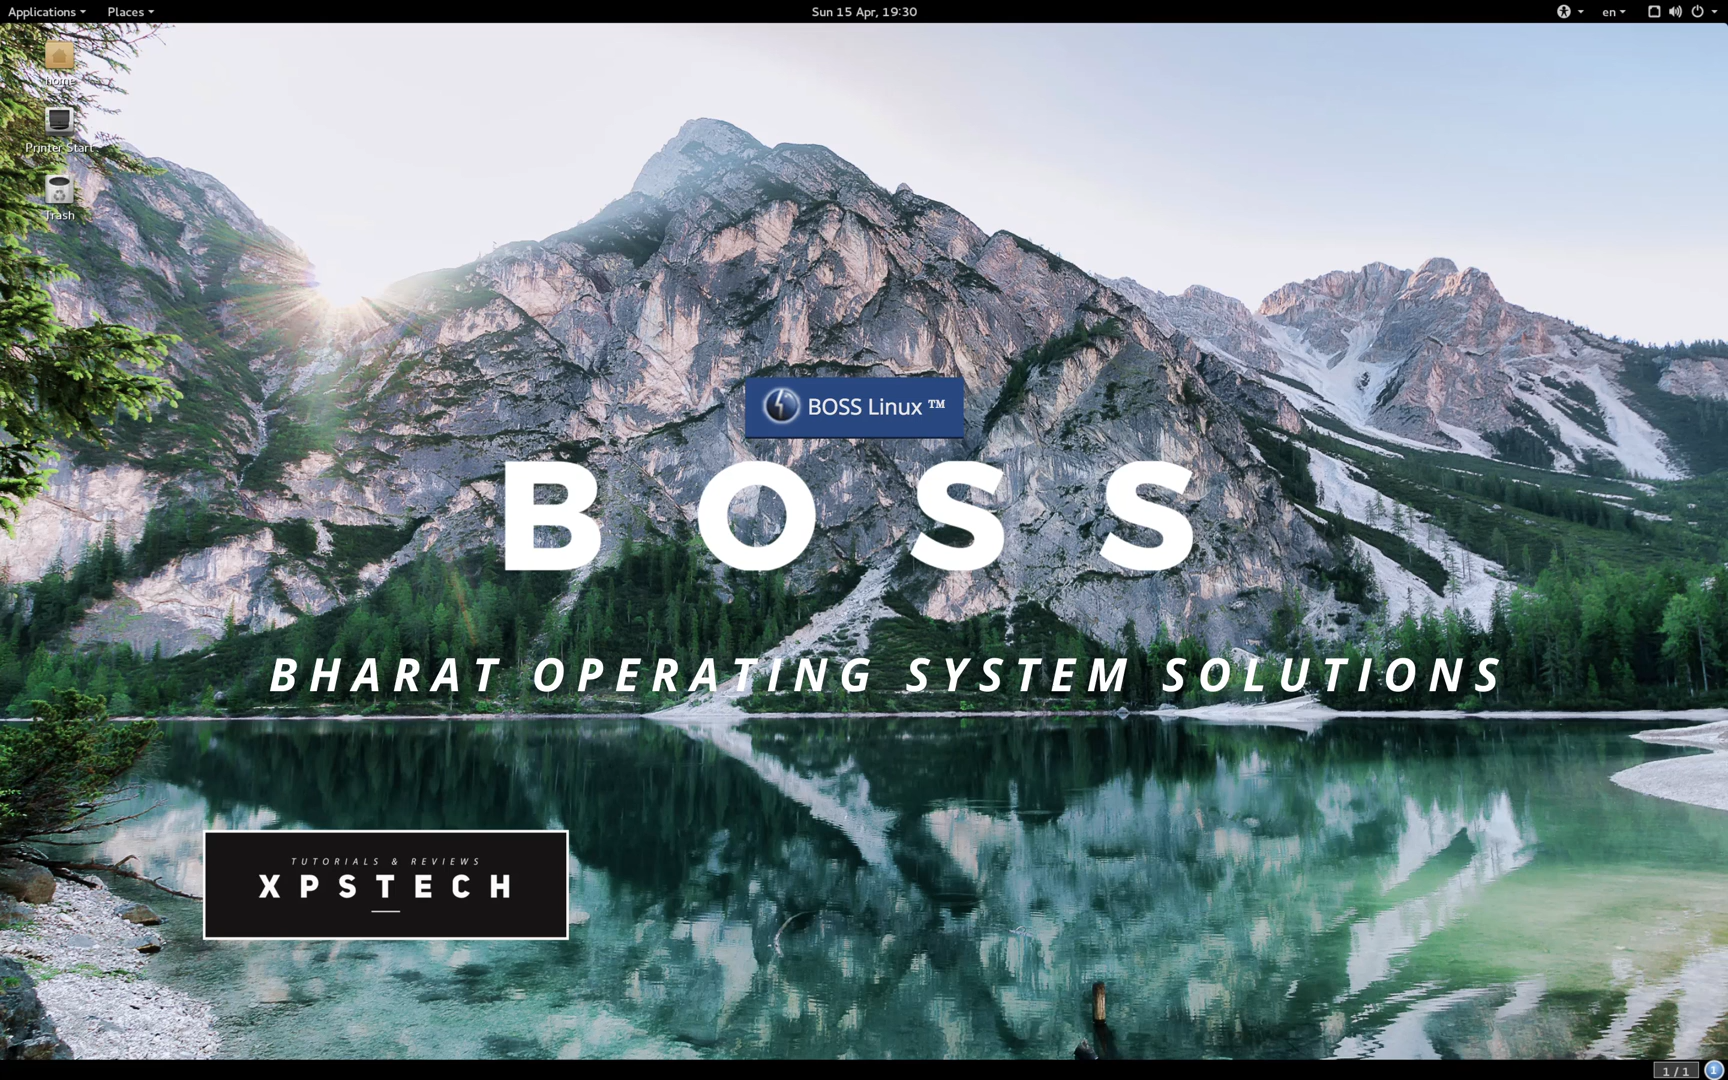 Applications Places Sun 15 Apr, 19:30 en
home
Printer Start
Trash
BOSS Linux ™
BOSS
BHARAT OPERATING SYSTEM SOLUTIONS
TUTORIALS & REVIEWS
XPSTECH
1 / 1 1